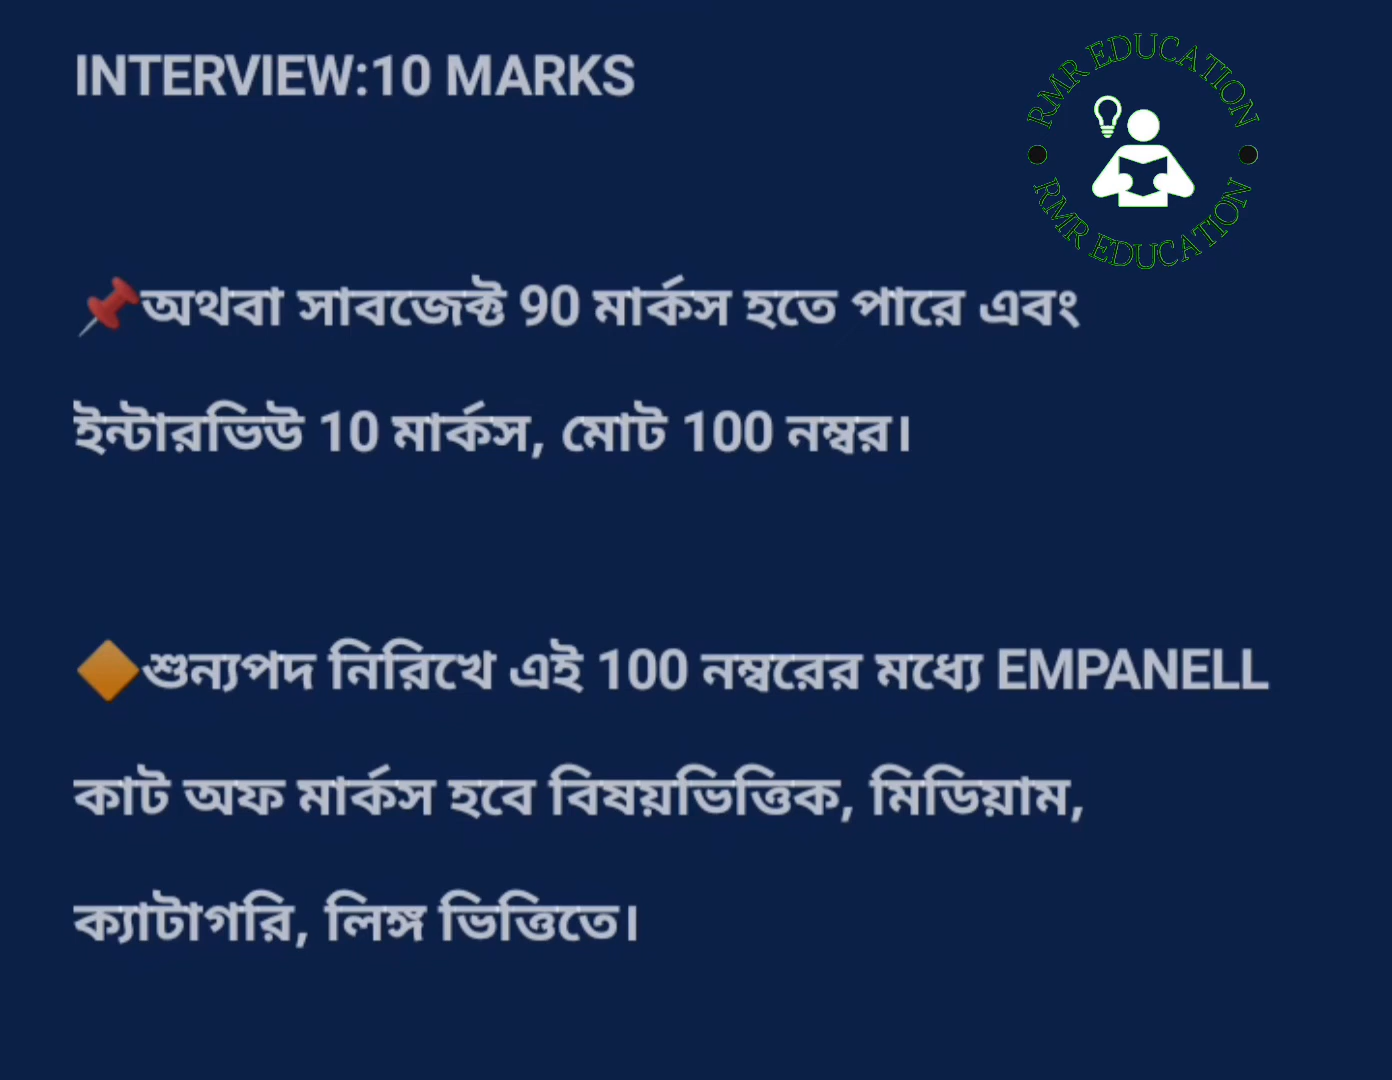 INTERVIEW:10 MARKS
RMR EDUCATION
RMR EDUCATION
📌অথবা সাবজেক্ট 90 মার্কস হতে পারে এবং
ইন্টারভিউ 10 মার্কস, মোট 100 নম্বর।
🔶শুন্যপদ নিরিখে এই 100 নম্বরের মধ্যে EMPANELL
কাট অফ মার্কস হবে বিষয়ভিত্তিক, মিডিয়াম,
ক্যাটাগরি, লিঙ্গ ভিত্তিতে।